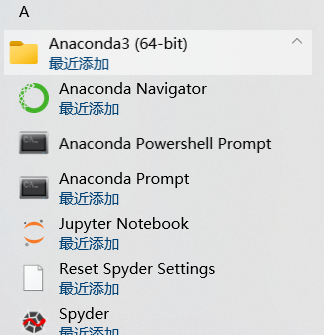 A
Anaconda3 (64-bit)
最近添加
Anaconda Navigator
最近添加
Anaconda Powershell Prompt
Anaconda Prompt
最近添加
Jupyter Notebook
最近添加
Reset Spyder Settings
最近添加
Spyder
最近添加